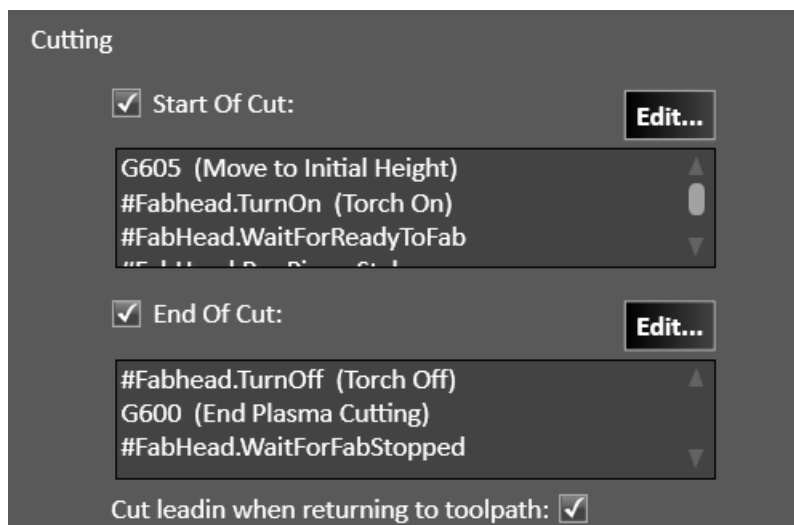 Cutting
Start Of Cut:
Edit...
G605  (Move to Initial Height)
#Fabhead.TurnOn  (Torch On)
#FabHead.WaitForReadyToFab
End Of Cut:
Edit...
#Fabhead.TurnOff  (Torch Off)
G600  (End Plasma Cutting)
#FabHead.WaitForFabStopped
Cut leadin when returning to toolpath: